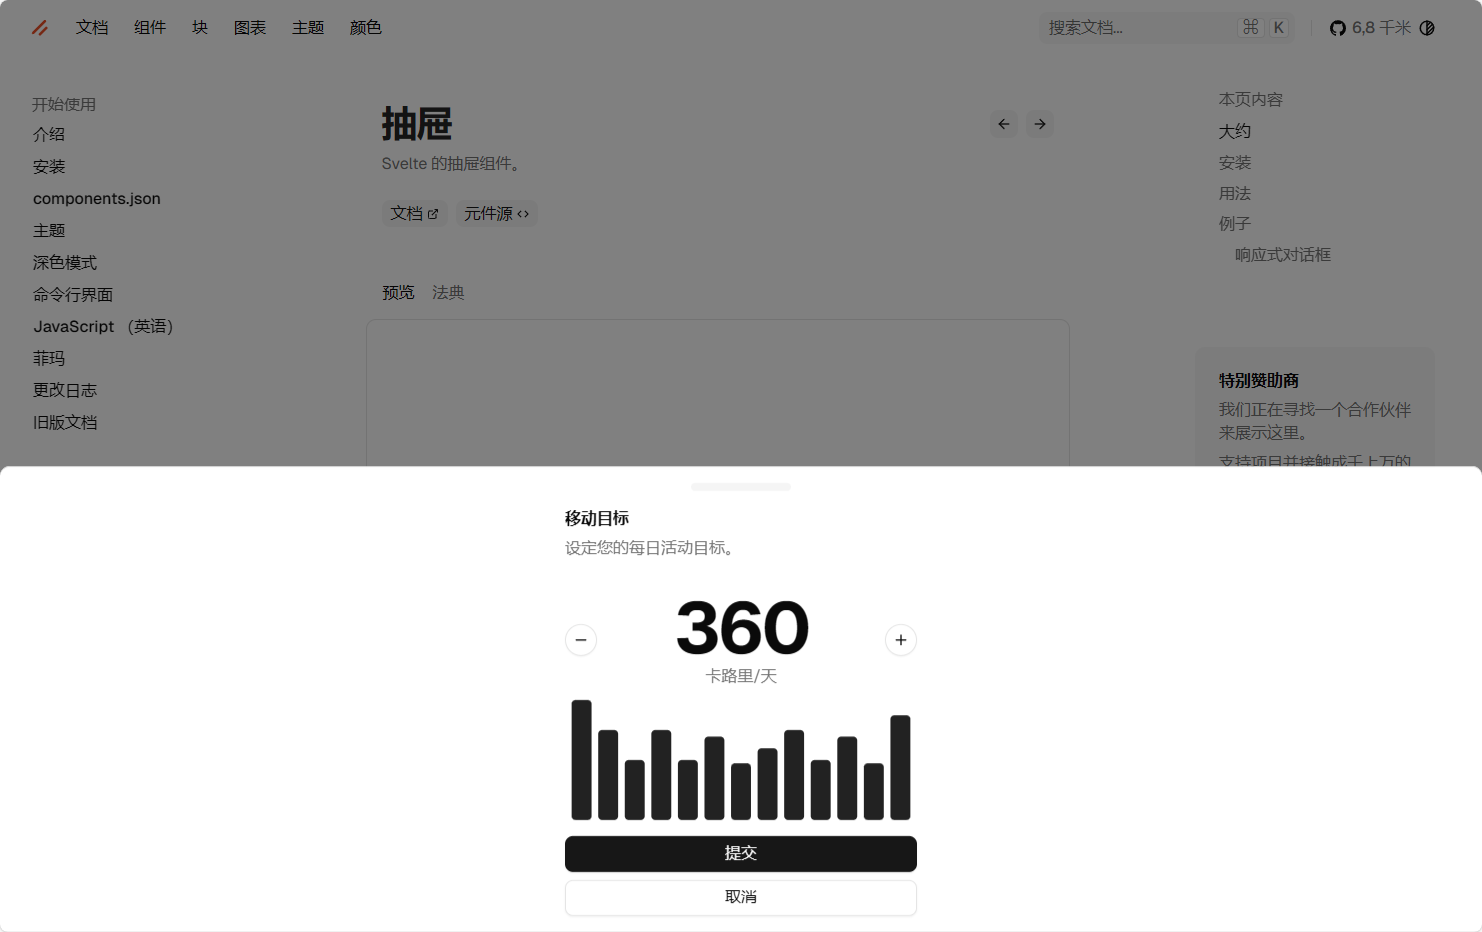 文档 组件 块 图表 主题 颜色 搜索文档... ⌘ K 6,8 千米
开始使用
介绍
安装
components.json
主题
深色模式
命令行界面
JavaScript （英语）
菲玛
更改日志
旧版文档
抽屉
Svelte 的抽屉组件。
文档 元件源
预览 法典
本页内容
大约
安装
用法
例子
响应式对话框
特别赞助商
我们正在寻找一个合作伙伴
来展示这里。
支持项目并接触成千上万的
移动目标
设定您的每日活动目标。
360
卡路里/天
提交
取消